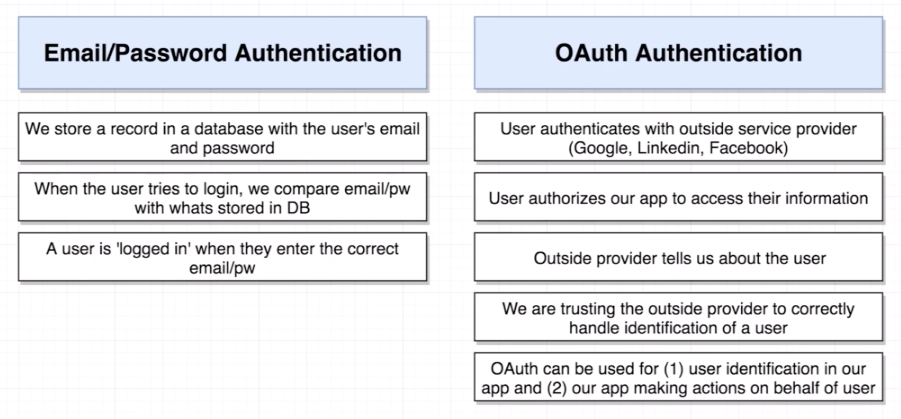 Email/Password Authentication
We store a record in a database with the user's email
and password
When the user tries to login, we compare email/pw
with whats stored in DB
A user is 'logged in' when they enter the correct
email/pw
OAuth Authentication
User authenticates with outside service provider
(Google, Linkedin, Facebook)
User authorizes our app to access their information
Outside provider tells us about the user
We are trusting the outside provider to correctly
handle identification of a user
OAuth can be used for (1) user identification in our
app and (2) our app making actions on behalf of user